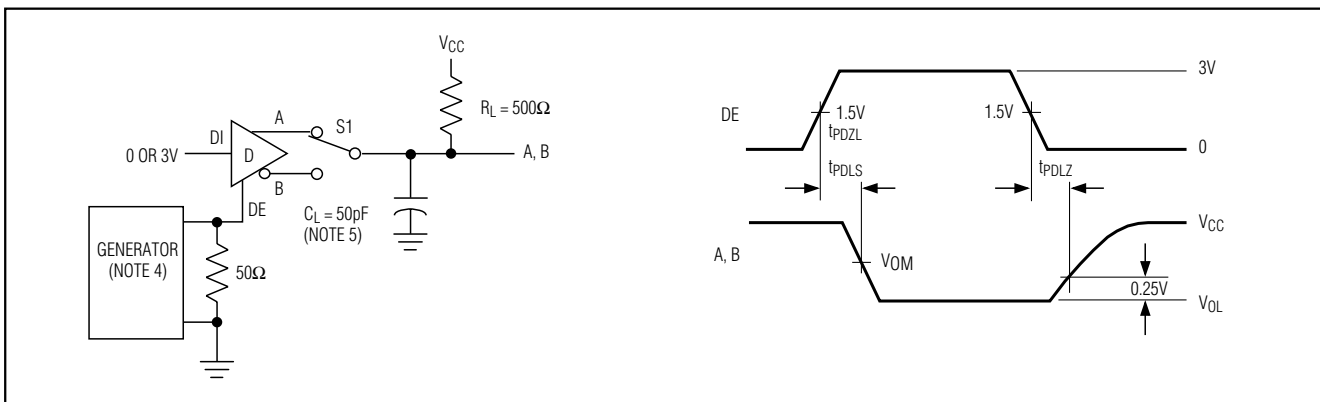 VCC
RL = 500Ω
A
S1
DI
0 OR 3V
D
A, B
B
DE
CL = 50pF
(NOTE 5)
GENERATOR
(NOTE 4)
50Ω
3V
DE
1.5V
1.5V
tPDZL
0
tPDLS
tPDLZ
VCC
A, B
VOM
0.25V
VOL